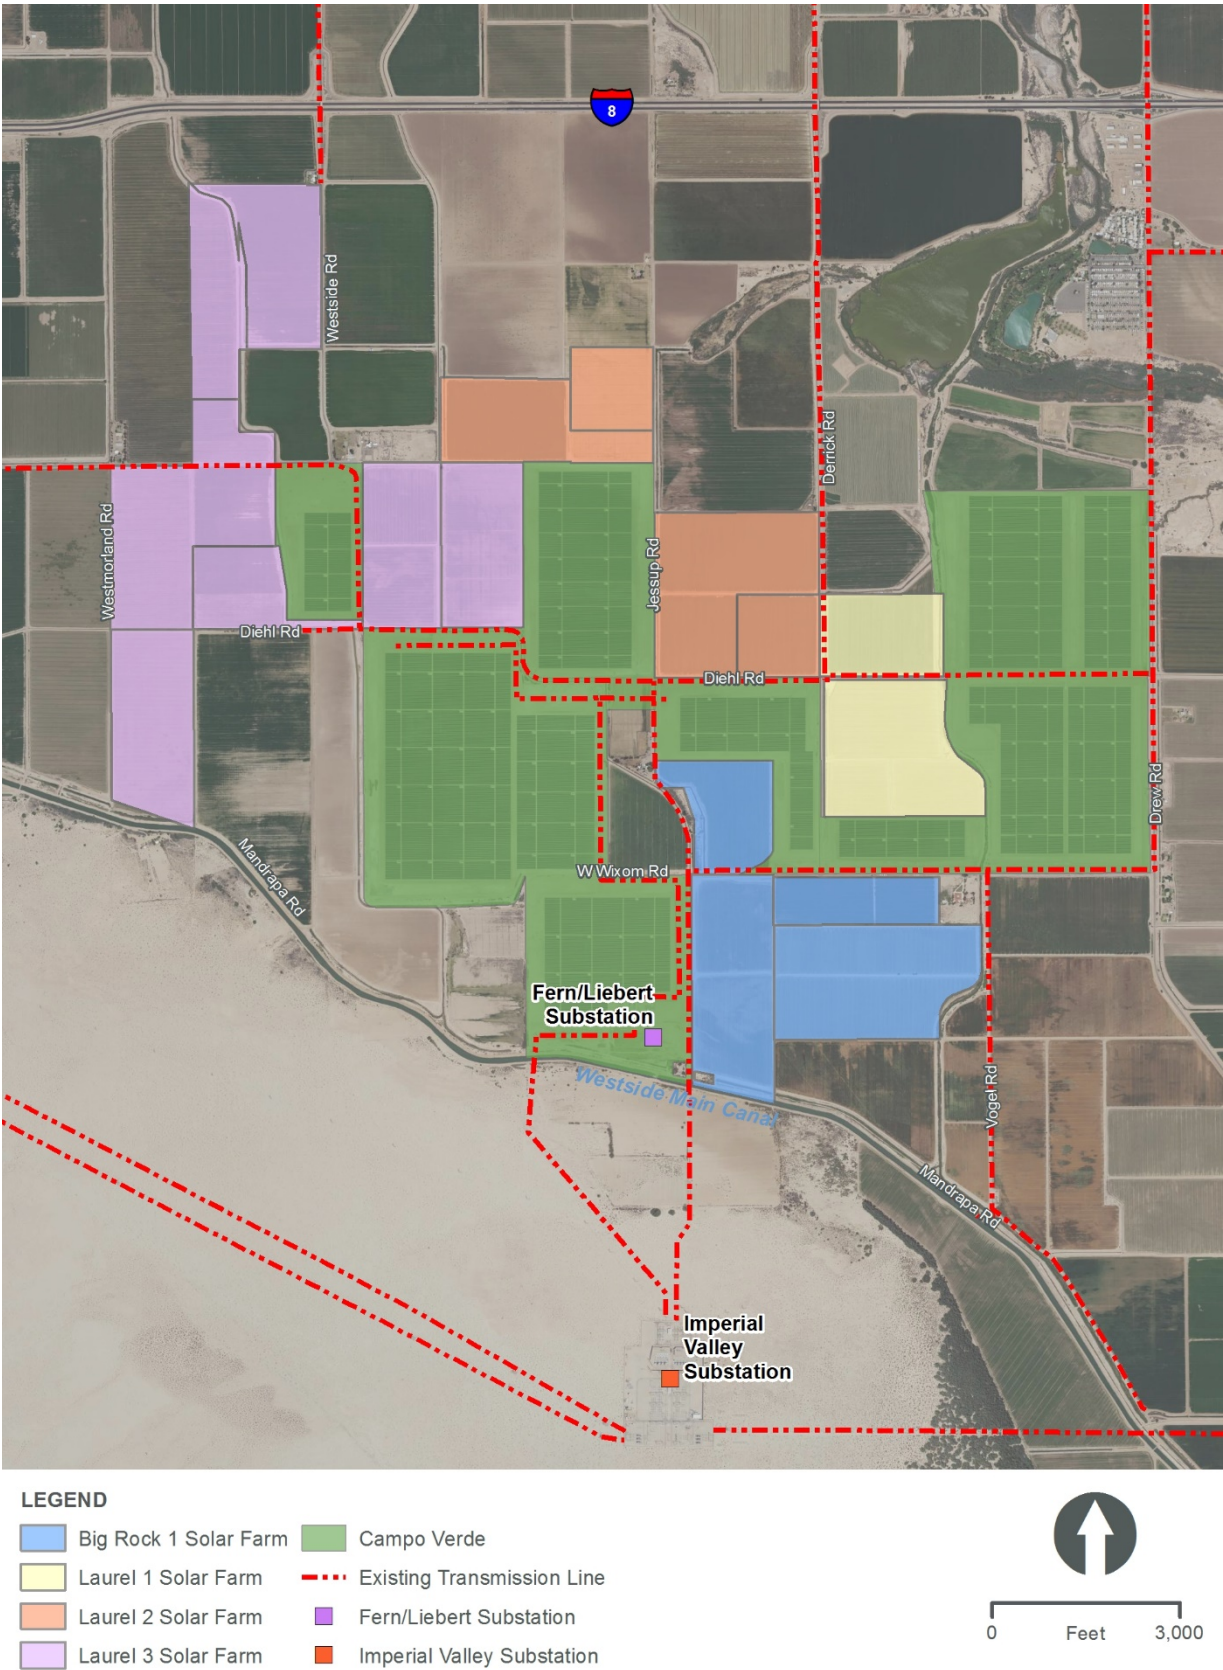 8
Westside Rd
Derrick Rd
Westmorland Rd
Jessup Rd
Diehl Rd
Diehl Rd
Drew Rd
Mandrapa Rd
W Wixom Rd
Fern/Liebert
Substation
Westside Main Canal
Vogel Rd
Mandrapa Rd
Imperial
Valley
Substation
LEGEND
Big Rock 1 Solar Farm
Laurel 1 Solar Farm
Laurel 2 Solar Farm
Laurel 3 Solar Farm
Campo Verde
Existing Transmission Line
Fern/Liebert Substation
Imperial Valley Substation
0 Feet 3,000